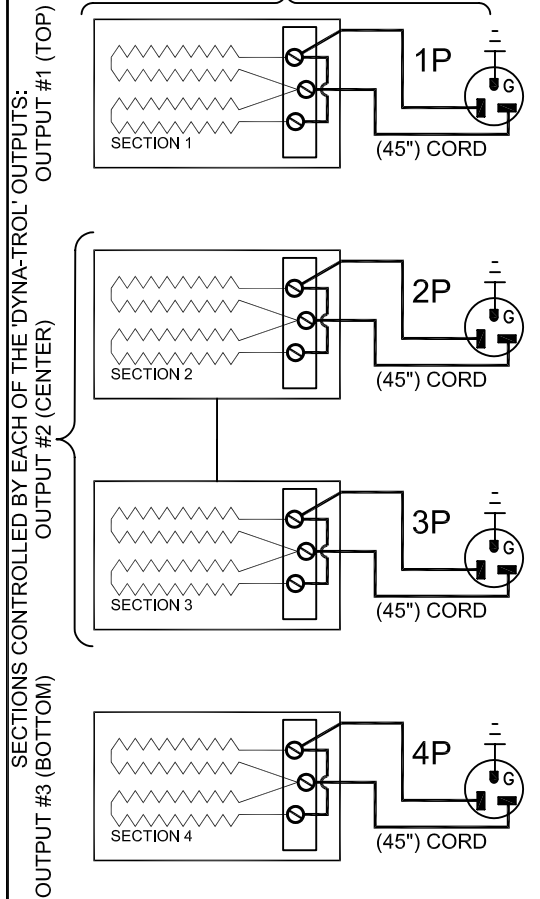 SECTIONS CONTROLLED BY EACH OF THE 'DYNA-TROL' OUTPUTS:
OUTPUT #1 (TOP)
SECTION 1
1P
G
(45") CORD
OUTPUT #2 (CENTER)
SECTION 2
2P
G
(45") CORD
SECTION 3
3P
G
(45") CORD
OUTPUT #3 (BOTTOM)
SECTION 4
4P
G
(45") CORD